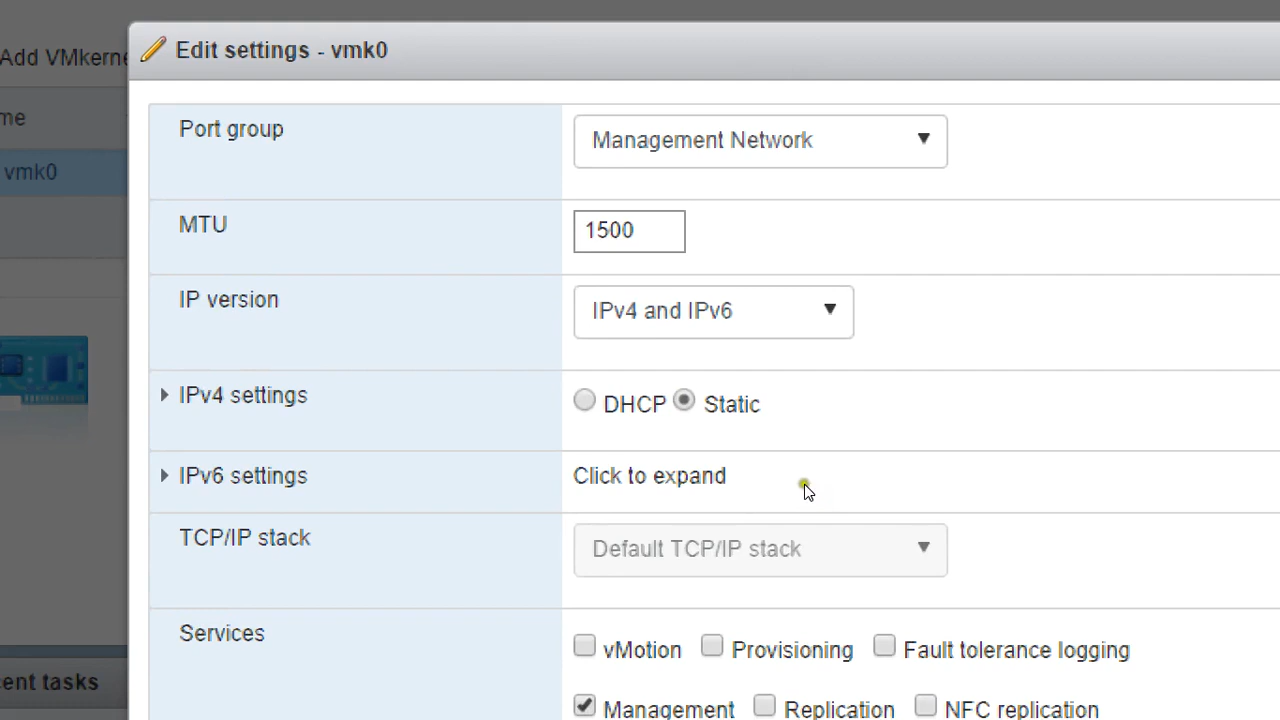 Add VMkerne
Edit settings - vmk0
me
vmk0
Port group
Management Network
MTU
1500
IP version
IPv4 and IPv6
IPv4 settings
DHCP Static
IPv6 settings
Click to expand
TCP/IP stack
Default TCP/IP stack
Services
vMotion Provisioning Fault tolerance logging
Management Replication NFC replication
cent tasks